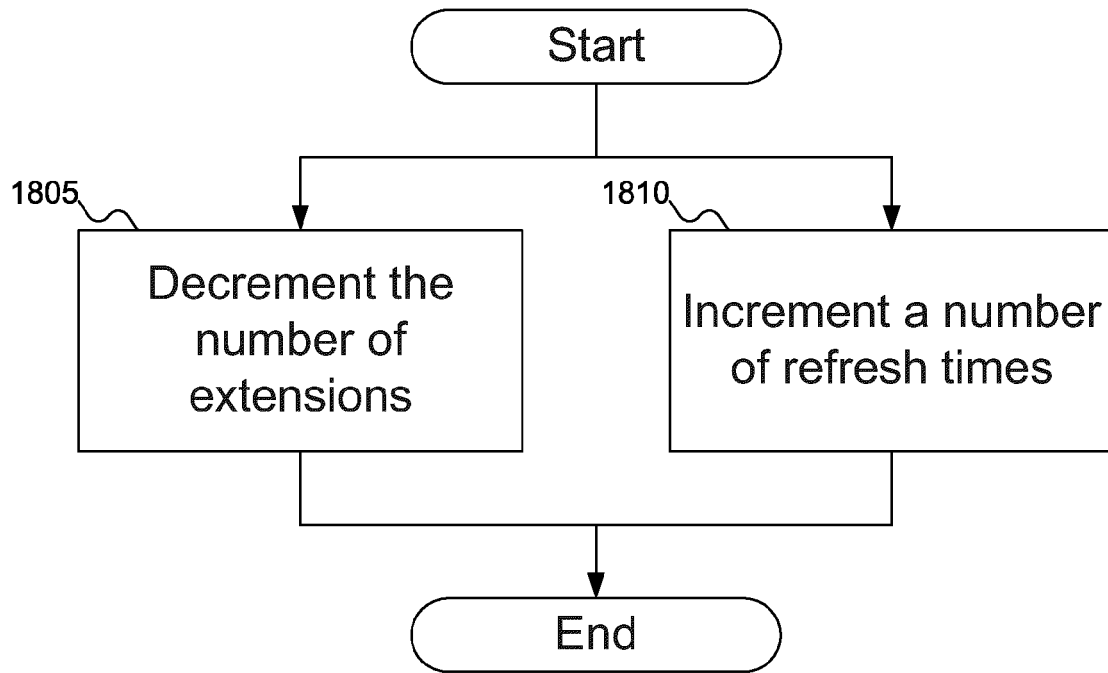 Start
1805
Decrement the
number of
extensions
1810
Increment a number
of refresh times
End